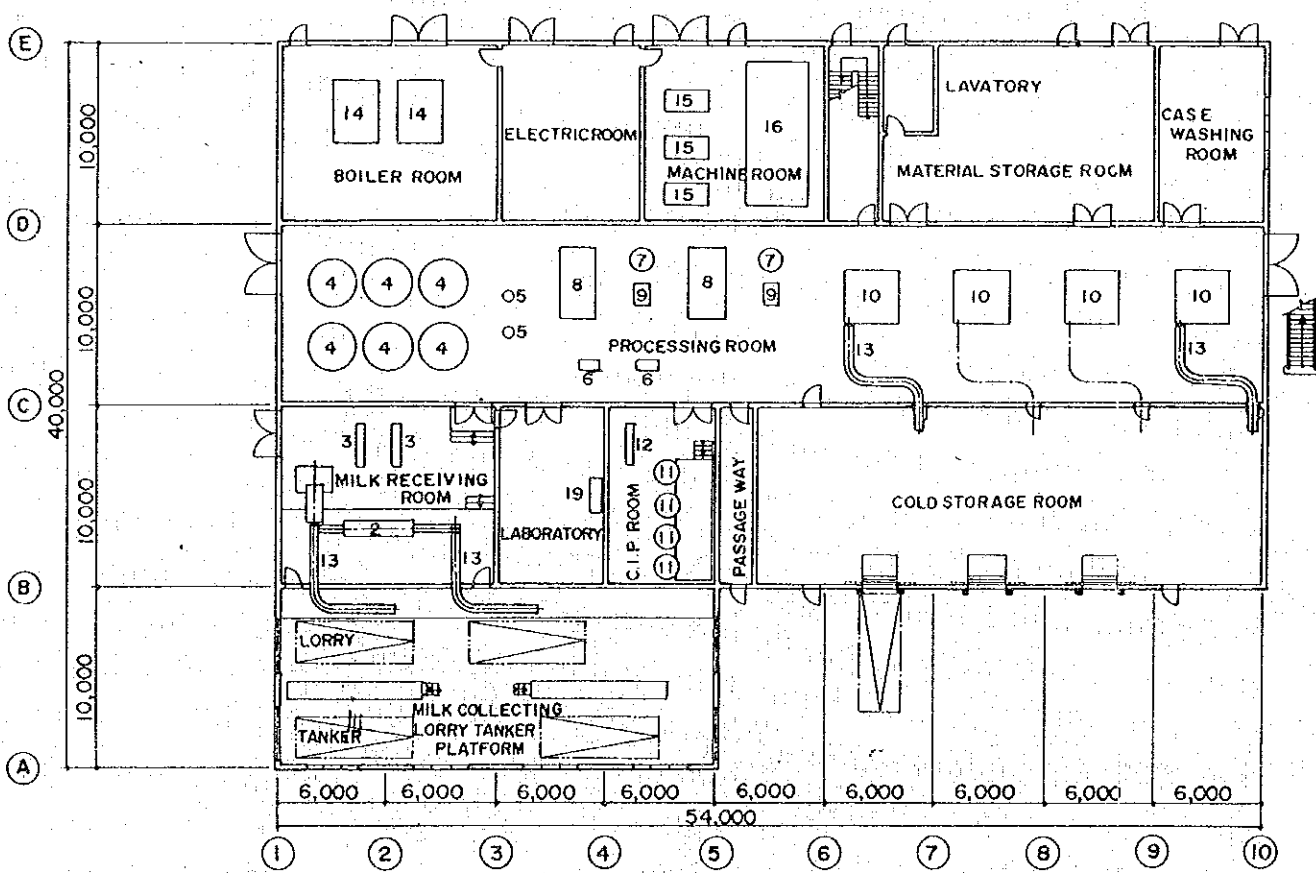 E
14
14
BOILER ROOM
ELECTRIC ROOM
15
15
15
16
MACHINE ROOM
LAVATORY
MATERIAL STORAGE ROOM
CASE
WASHING
ROOM
10,000
D
4
4
4
4
4
4
O5
O5
8
7
9
8
7
9
6
6
PROCESSING ROOM
10
10
10
10
13
13
10,000
C
40,000
3
3
MILK RECEIVING
ROOM
2
13
13
19
LABORATORY
12
11
11
11
11
C.I.P. ROOM
PASSAGE WAY
COLD STORAGE ROOM
10,000
B
LORRY
TANKER
MILK COLLECTING
LORRY TANKER
PLATFORM
10,000
A
6,000 6,000 6,000 6,000 6,000 6,000 6,000 6,000 6,000
54,000
1 2 3 4 5 6 7 8 9 10